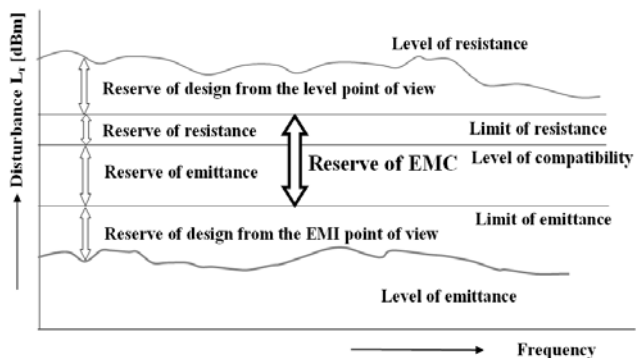 Disturbance Lr [dBm]
Level of resistance
Reserve of design from the level point of view
Reserve of resistance
Limit of resistance
Reserve of EMC
Level of compatibility
Reserve of emittance
Limit of emittance
Reserve of design from the EMI point of view
Level of emittance
Frequency